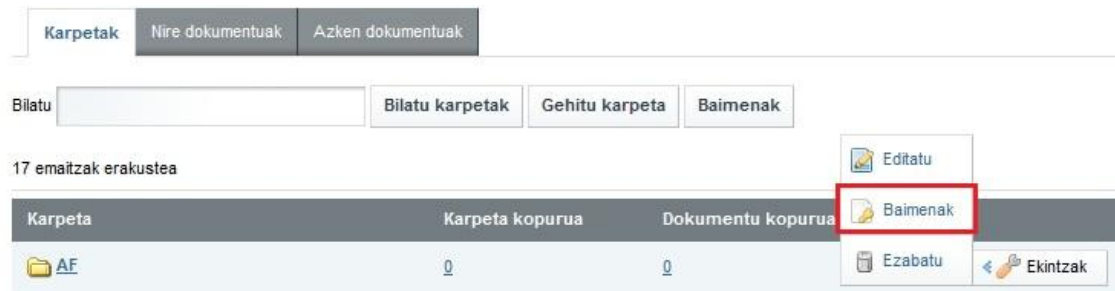 Karpetak Nire dokumentuak Azken dokumentuak
Bilatu Bilatu karpetak Gehitu karpeta Baimenak
17 emaitzak erakustea
Editatu
Karpeta Karpeta kopurua Dokumentu kopurua Baimenak
AF 0 0 Ezabatu Ekintzak